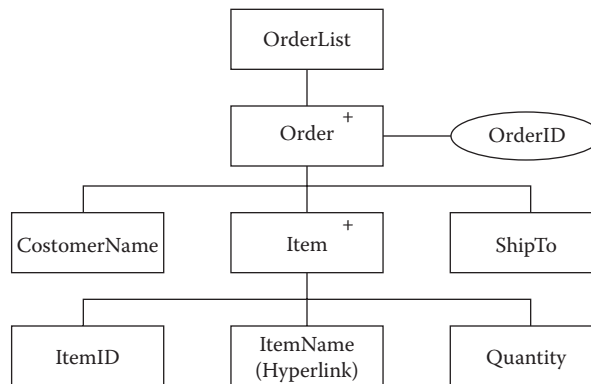 OrderList
+
Order
OrderID
CostomerName
+
Item
ShipTo
ItemID
ItemName
(Hyperlink)
Quantity